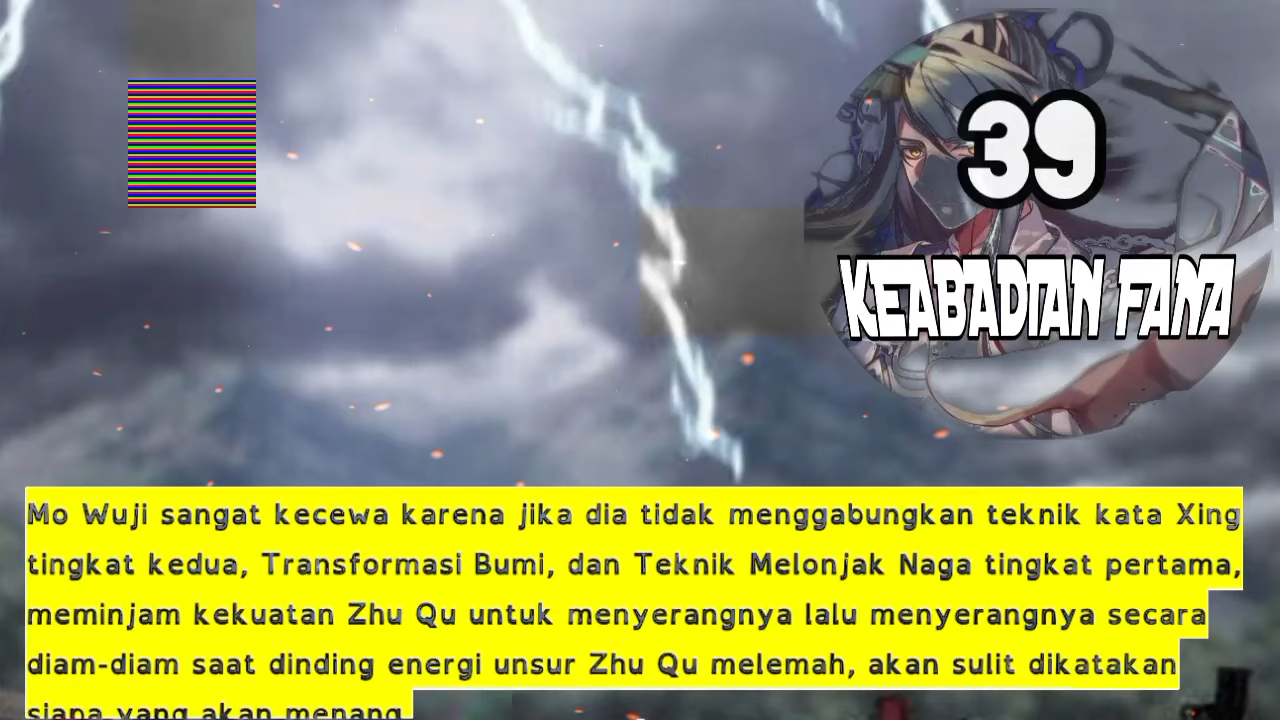 39
KEABADIAN FANA
Mo Wuji sangat kecewa karena jika dia tidak menggabungkan teknik kata Xing
tingkat kedua, Transformasi Bumi, dan Teknik Melonjak Naga tingkat pertama,
meminjam kekuatan Zhu Qu untuk menyerangnya lalu menyerangnya secara
diam-diam saat dinding energi unsur Zhu Qu melemah, akan sulit dikatakan
siapa yang akan menang.